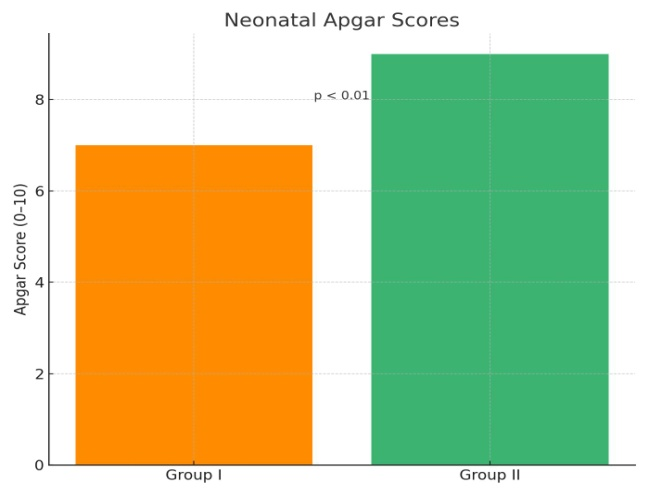 Neonatal Apgar Scores
8
p < 0.01
6
Apgar Score (0–10)
4
2
0
Group I
Group II